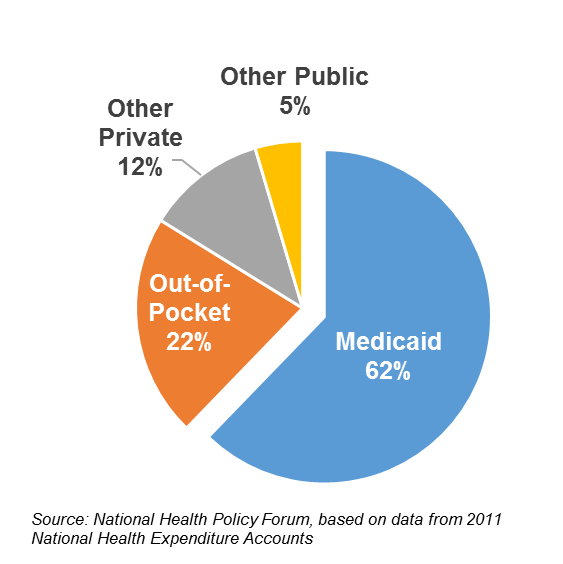 Other Public
5%
Other
Private
12%
Out-of-
Pocket
22%
Medicaid
62%
Source: National Health Policy Forum, based on data from 2011
National Health Expenditure Accounts